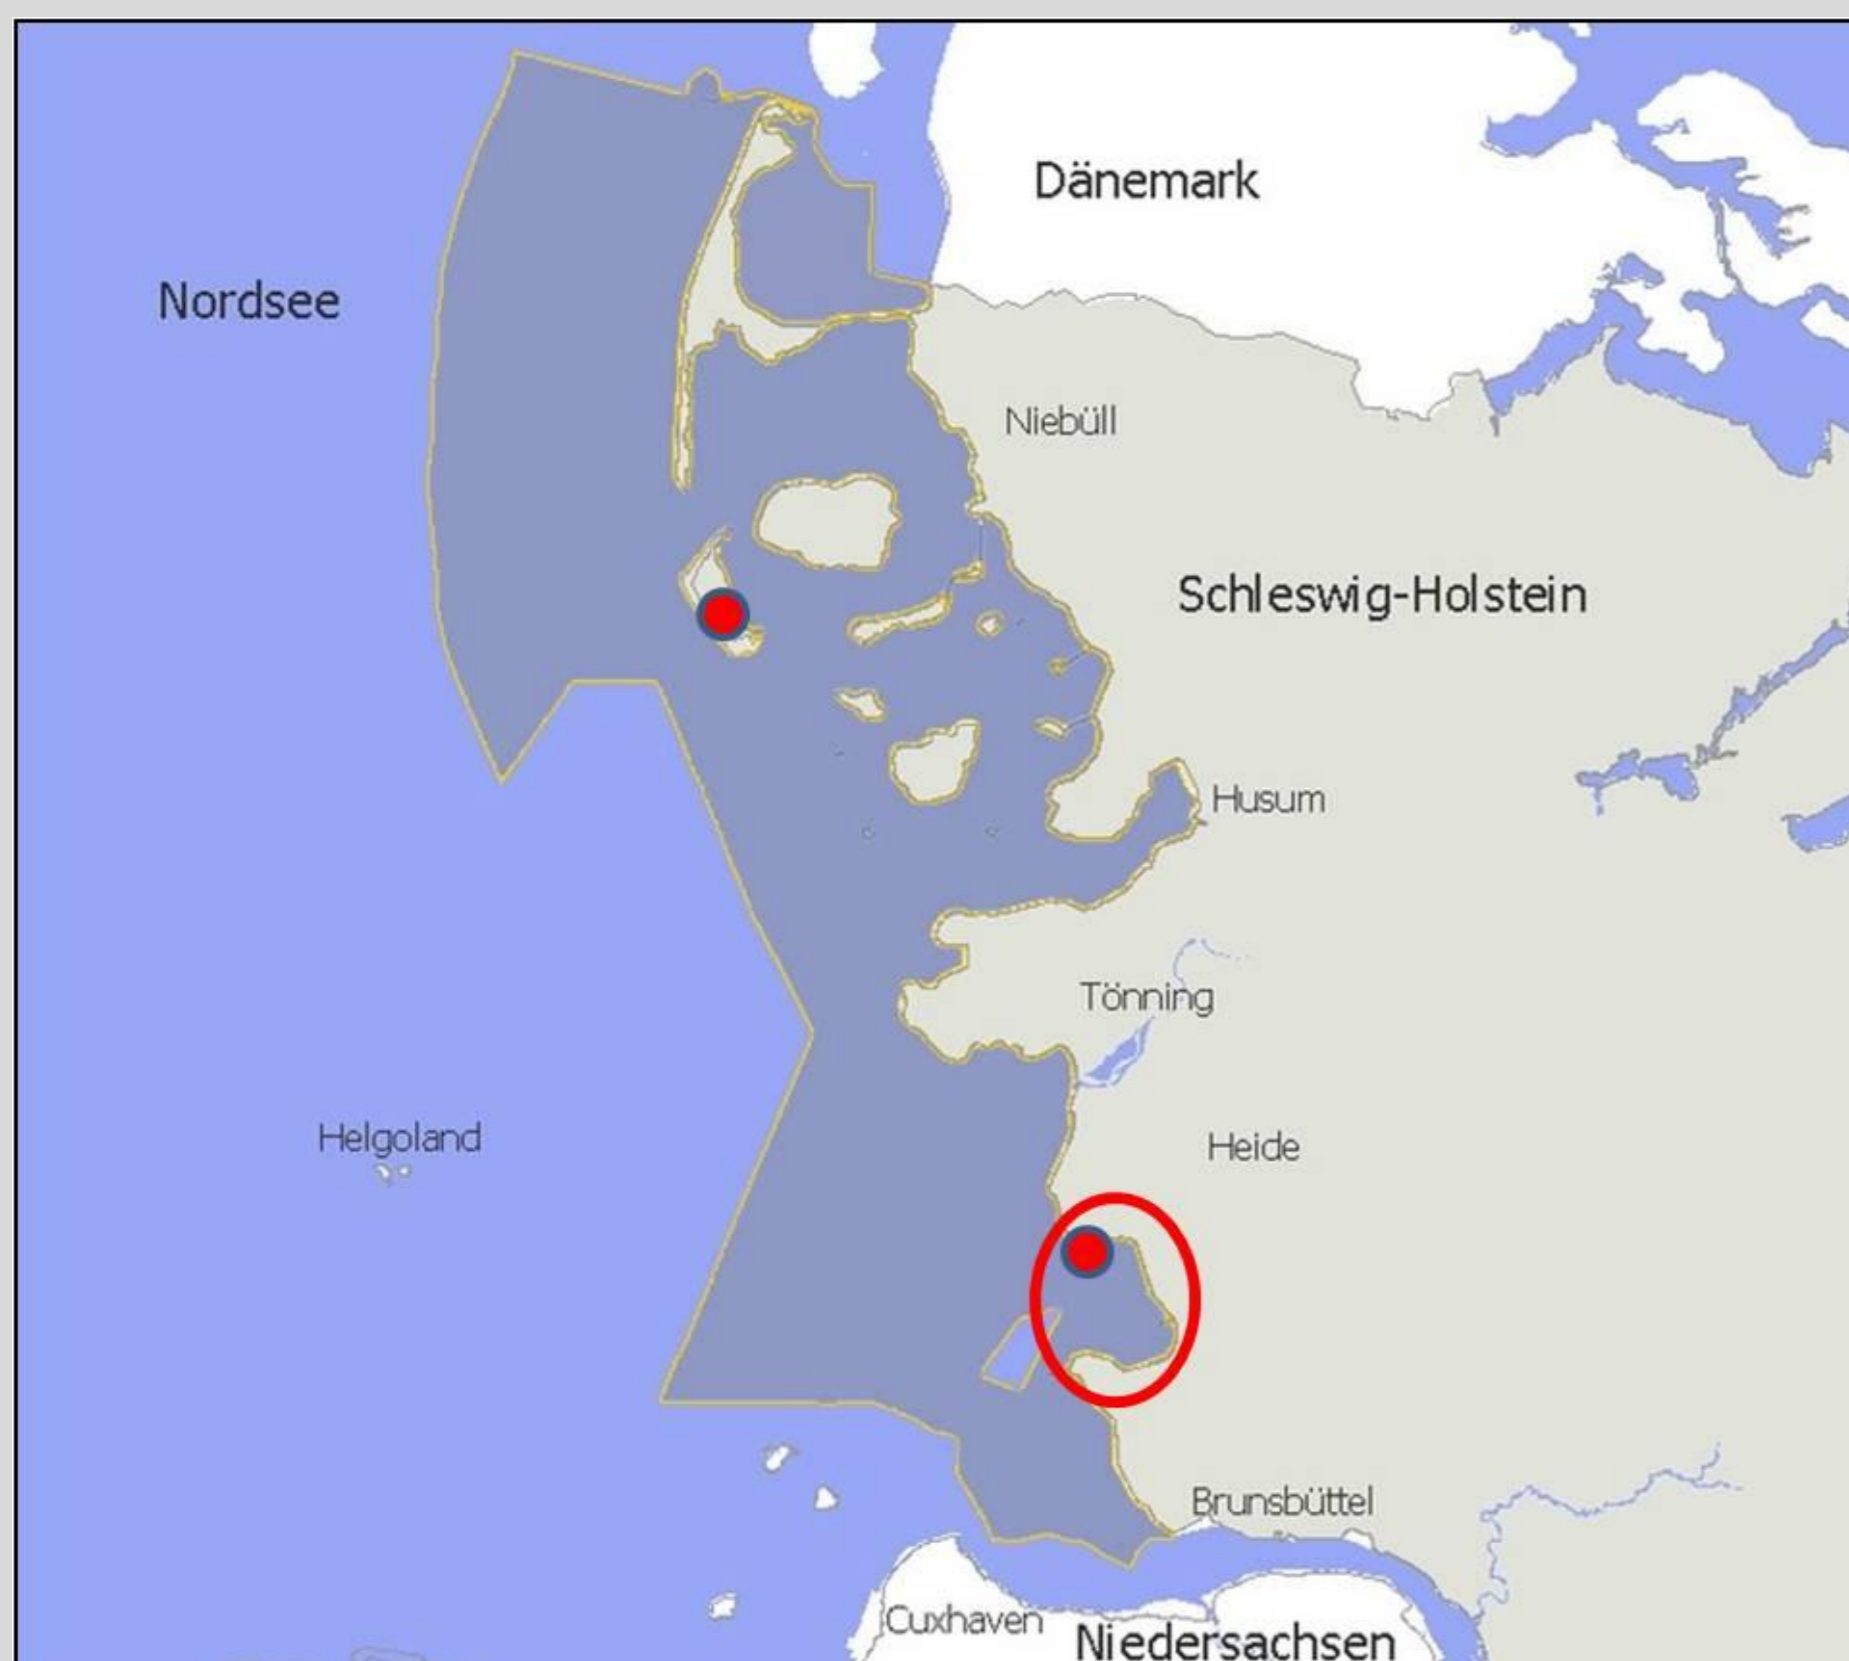 Dänemark
Nordsee
Niebüll
Schleswig-Holstein
Husum
Tönning
Helgoland
Heide
Brunsbüttel
Cuxhaven
Niedersachsen